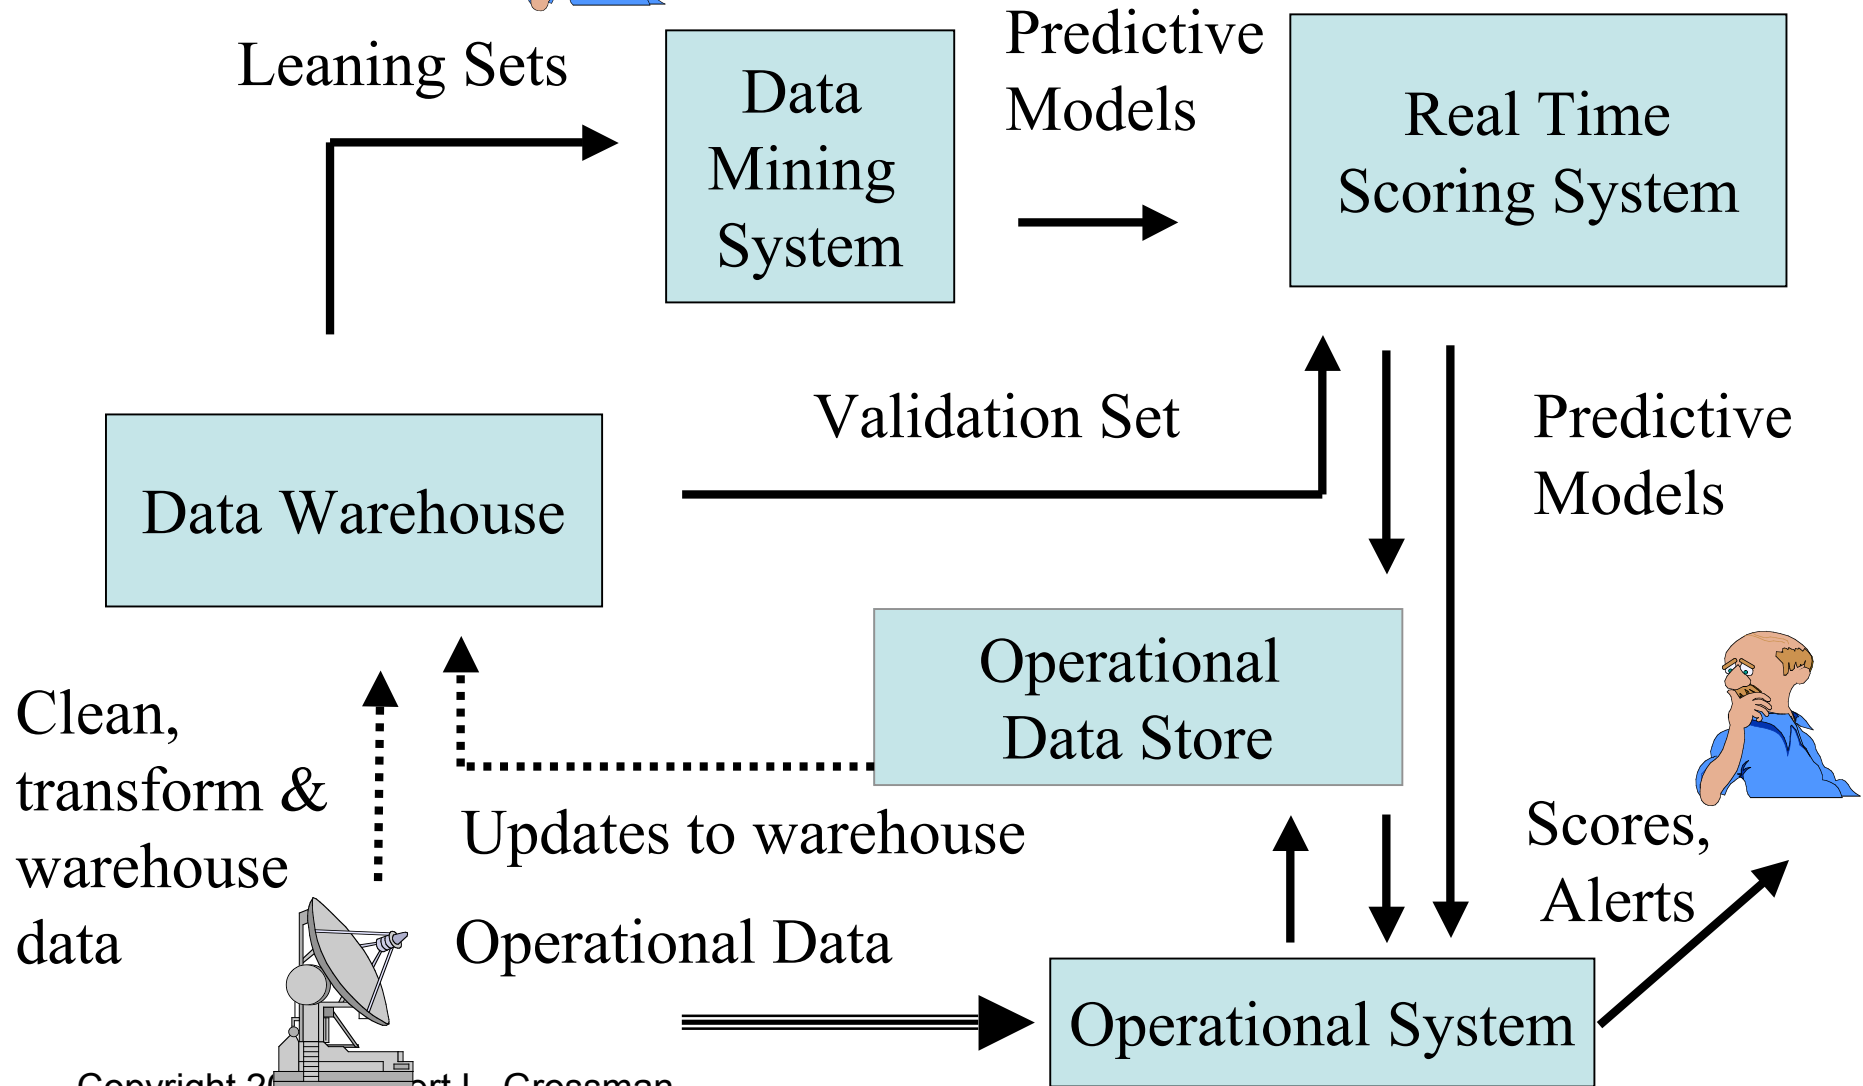 Leaning Sets
Data
Mining
System
Predictive
Models
Real Time
Scoring System
Data Warehouse
Validation Set
Predictive
Models
Operational
Data Store
Clean,
transform &
warehouse
data
Updates to warehouse
Scores,
Alerts
Operational Data
Operational System
Copyright L. Grossman